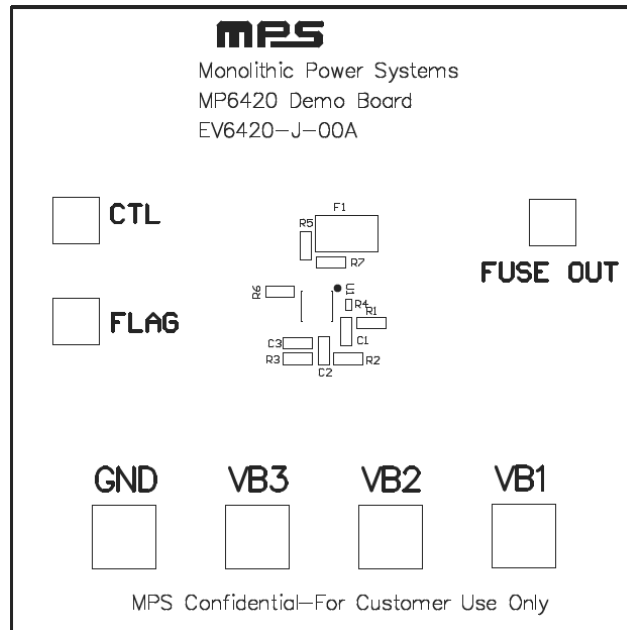 MPS
Monolithic Power Systems
MP6420 Demo Board
EV6420-J-00A
CTL
F1
R5
R7
FUSE OUT
FLAG
R6
U1
R4
R1
C3
C1
R3
C2
R2
GND VB3 VB2 VB1
MPS Confidential-For Customer Use Only